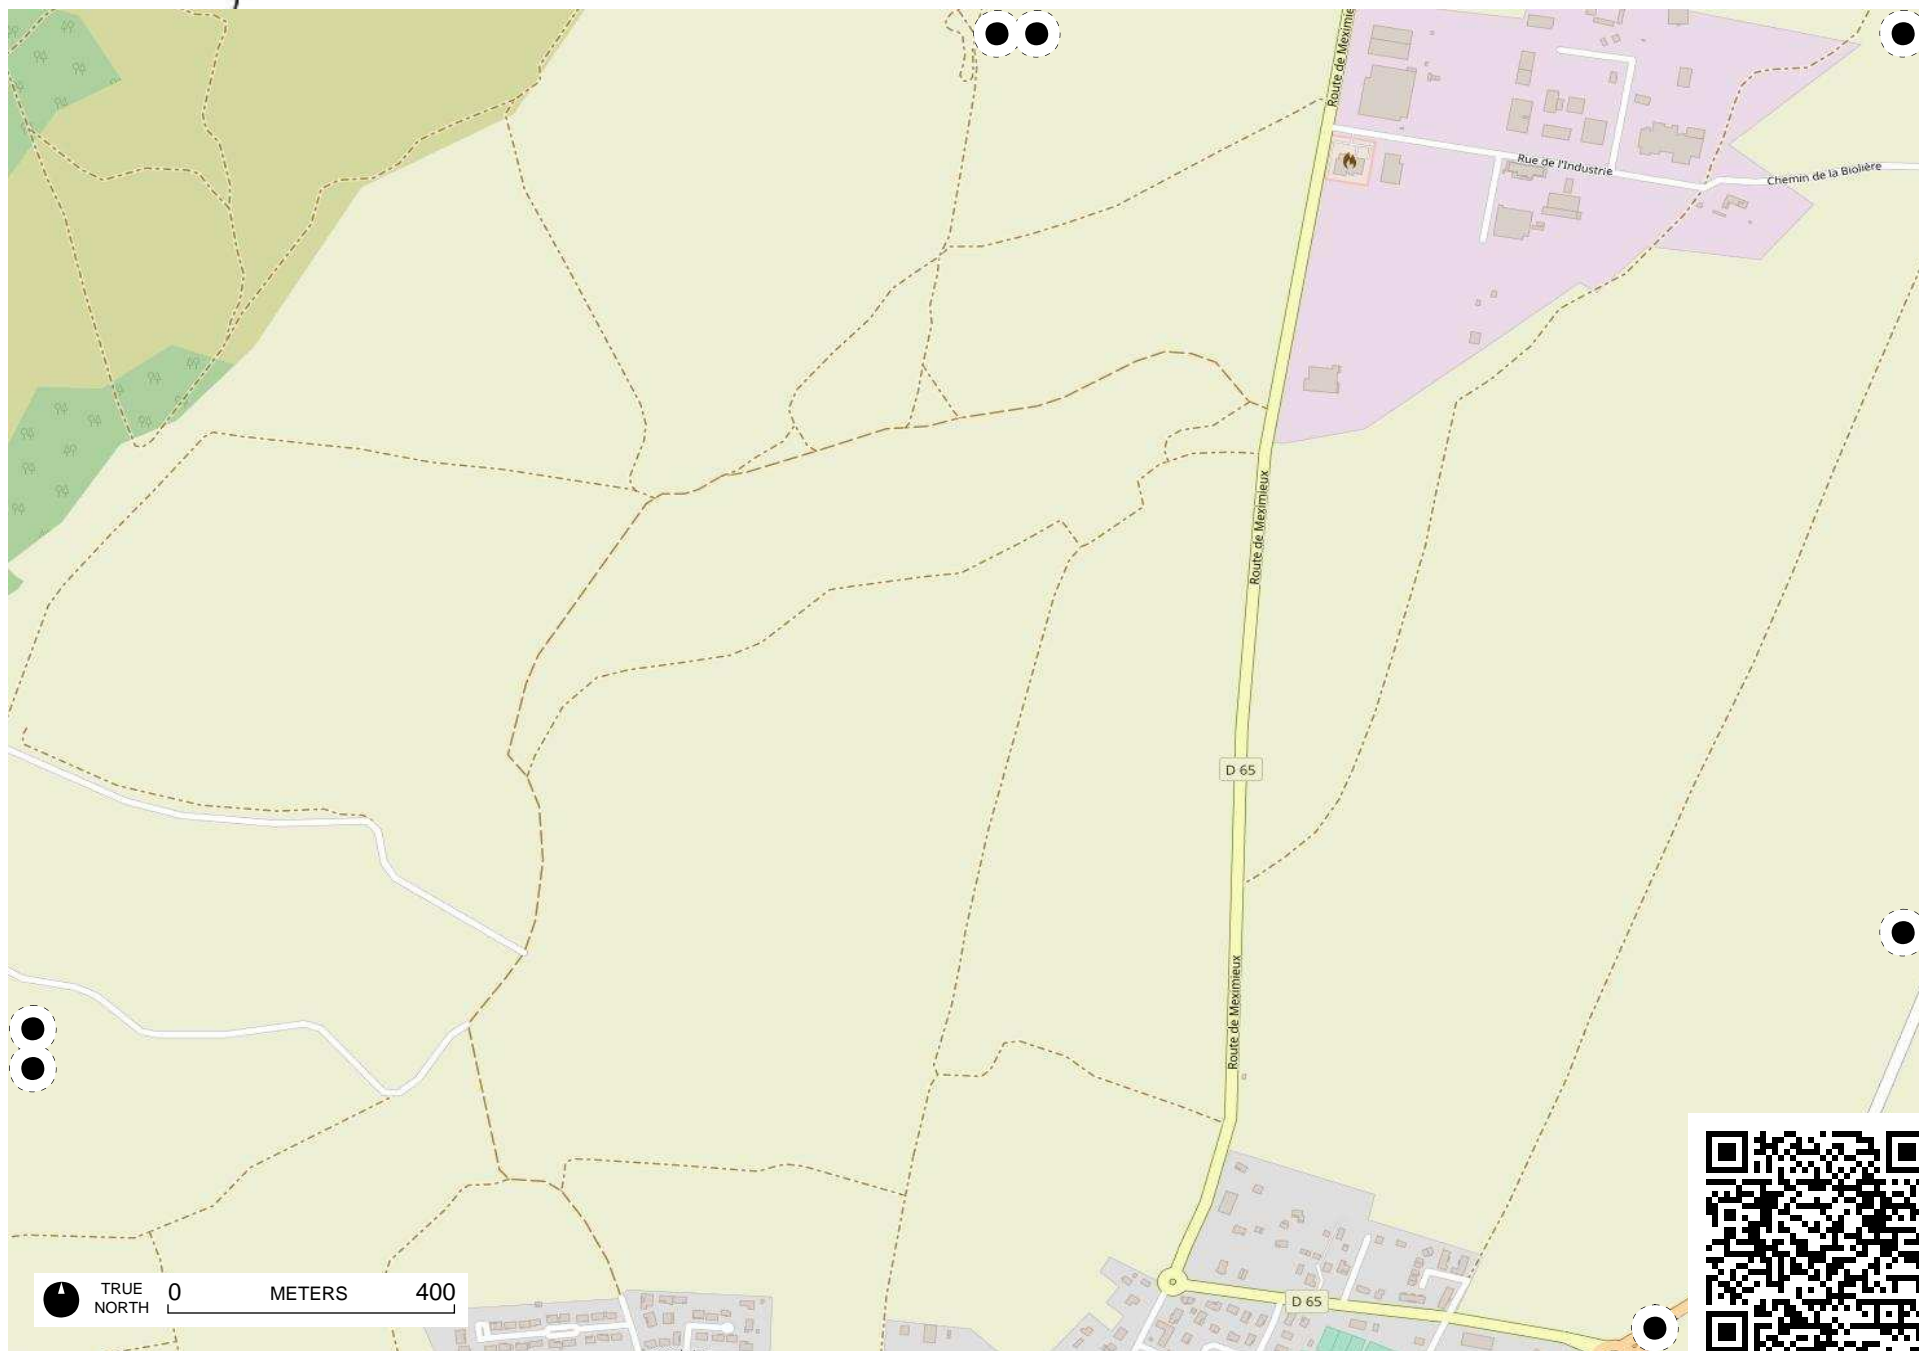 Route de Meximie
Rue de l'Industrie
Chemin de la Biolière
Route de Meximieux
D 65
Route de Meximieux
D 65
TRUE
NORTH
0 METERS 400